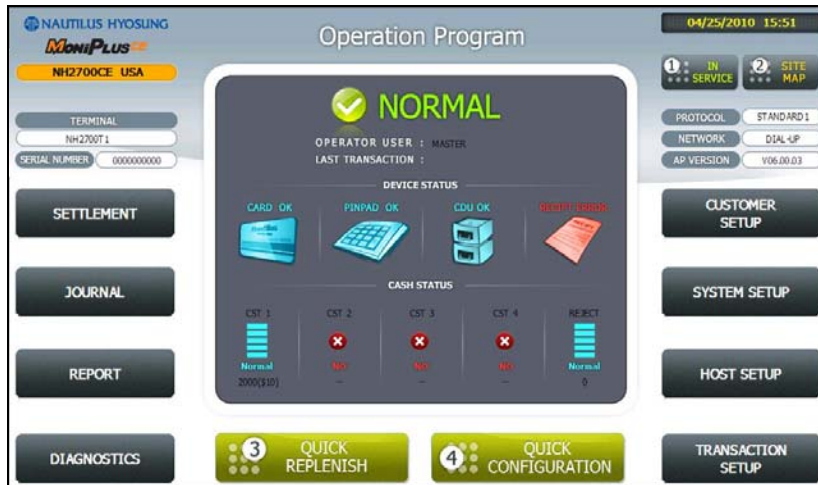 NAUTILUS HYOSUNG
MONIPLUS CE
NH2700CE USA
Operation Program
04/25/2010 15:51
1 IN SERVICE
2 SITE MAP
TERMINAL
NH2700T1
SERIAL NUMBER 0000000000
PROTOCOL STANDARD1
NETWORK DIAL-UP
AP VERSION V06.00.03
NORMAL
OPERATOR USER : MASTER
LAST TRANSACTION :
DEVICE STATUS
CARD OK PINPAD OK CDU OK RECEIPT ERROR
CASH STATUS
CST 1 CST 2 CST 3 CST 4 REJECT
Normal NO NO NO Normal
2000($10) -- -- -- 0
SETTLEMENT
JOURNAL
REPORT
DIAGNOSTICS
CUSTOMER
SETUP
SYSTEM SETUP
HOST SETUP
TRANSACTION
SETUP
3 QUICK
REPLENISH
4 QUICK
CONFIGURATION